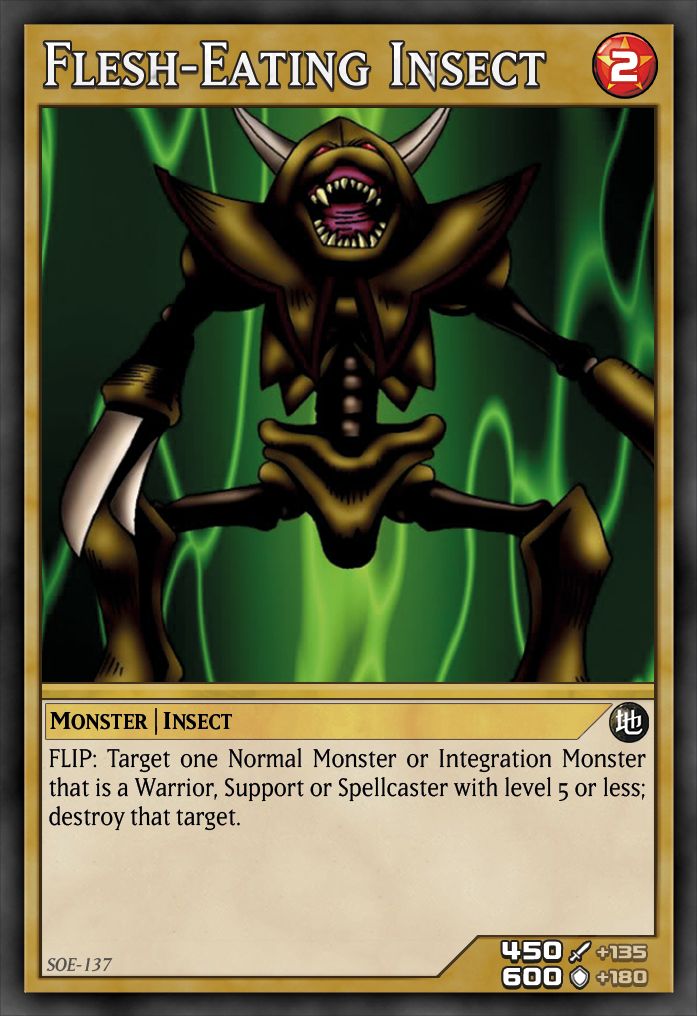 FLESH-EATING INSECT
2
MONSTER | INSECT
地
FLIP: Target one Normal Monster or Integration Monster
that is a Warrior, Support or Spellcaster with level 5 or less;
destroy that target.
450 +135
SOE-137
600 +180